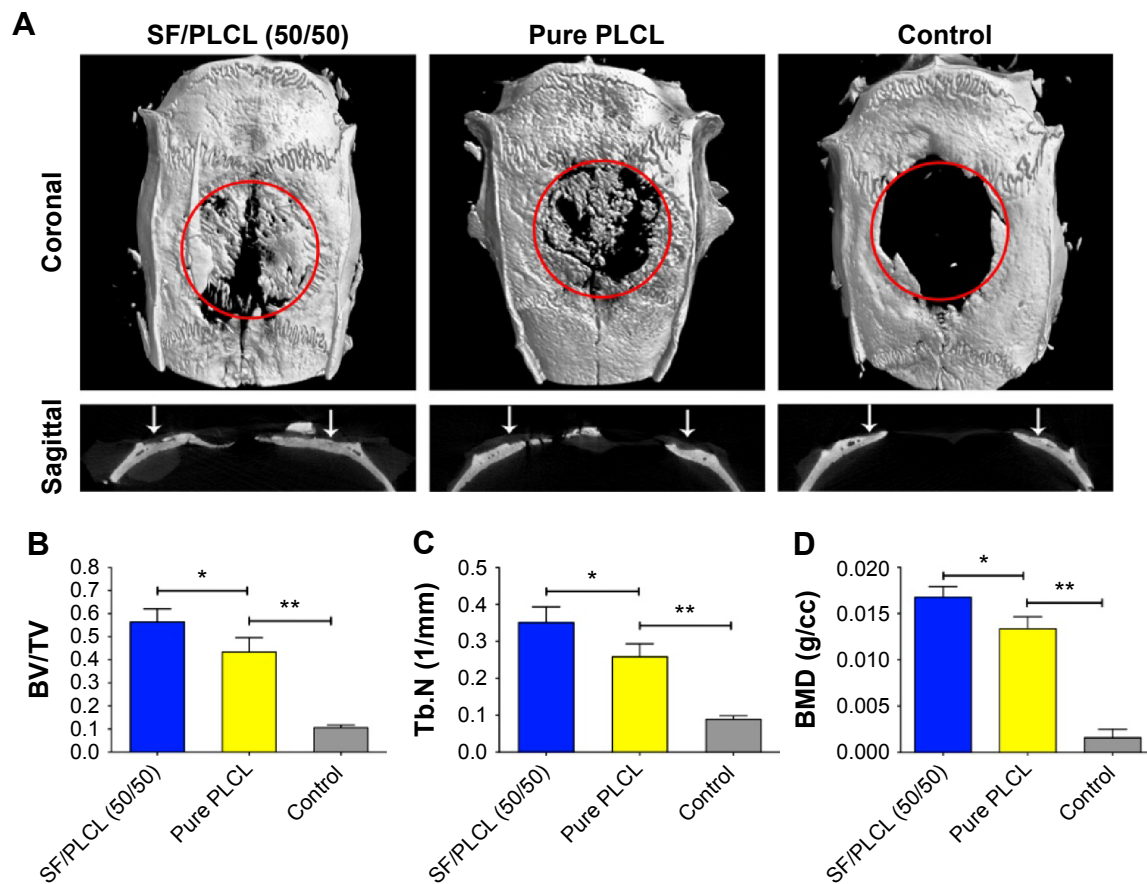 A
SF/PLCL (50/50)
Pure PLCL
Control
Coronal
Sagittal
B
BV/TV
0.8
0.7
0.6
0.5
0.4
0.3
0.2
0.1
0.0
*
**
SF/PLCL (50/50)
Pure PLCL
Control
C
Tb.N (1/mm)
0.5
0.4
0.3
0.2
0.1
0.0
*
**
SF/PLCL (50/50)
Pure PLCL
Control
D
BMD (g/cc)
0.020
0.015
0.010
0.005
0.000
*
**
SF/PLCL (50/50)
Pure PLCL
Control